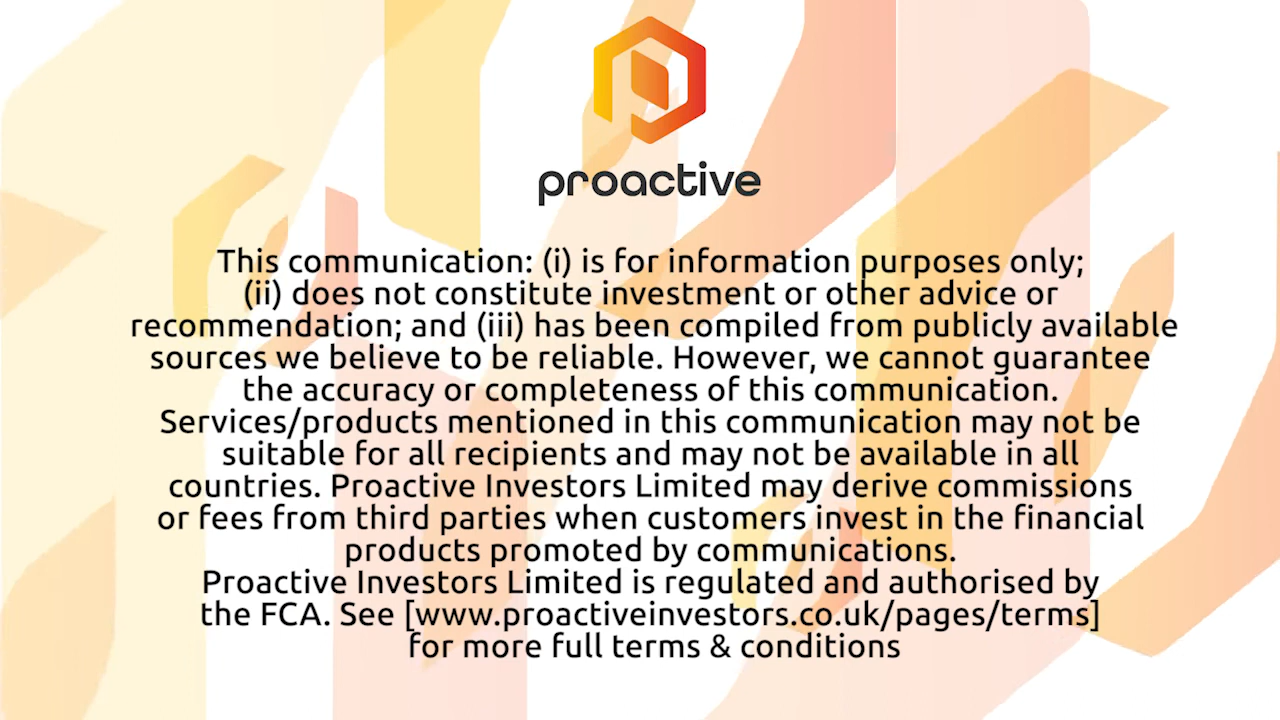 proactive
This communication: (i) is for information purposes only;
(ii) does not constitute investment or other advice or
recommendation; and (iii) has been compiled from publicly available
sources we believe to be reliable. However, we cannot guarantee
the accuracy or completeness of this communication.
Services/products mentioned in this communication may not be
suitable for all recipients and may not be available in all
countries. Proactive Investors Limited may derive commissions
or fees from third parties when customers invest in the financial
products promoted by communications.
Proactive Investors Limited is regulated and authorised by
the FCA. See [www.proactiveinvestors.co.uk/pages/terms]
for more full terms & conditions